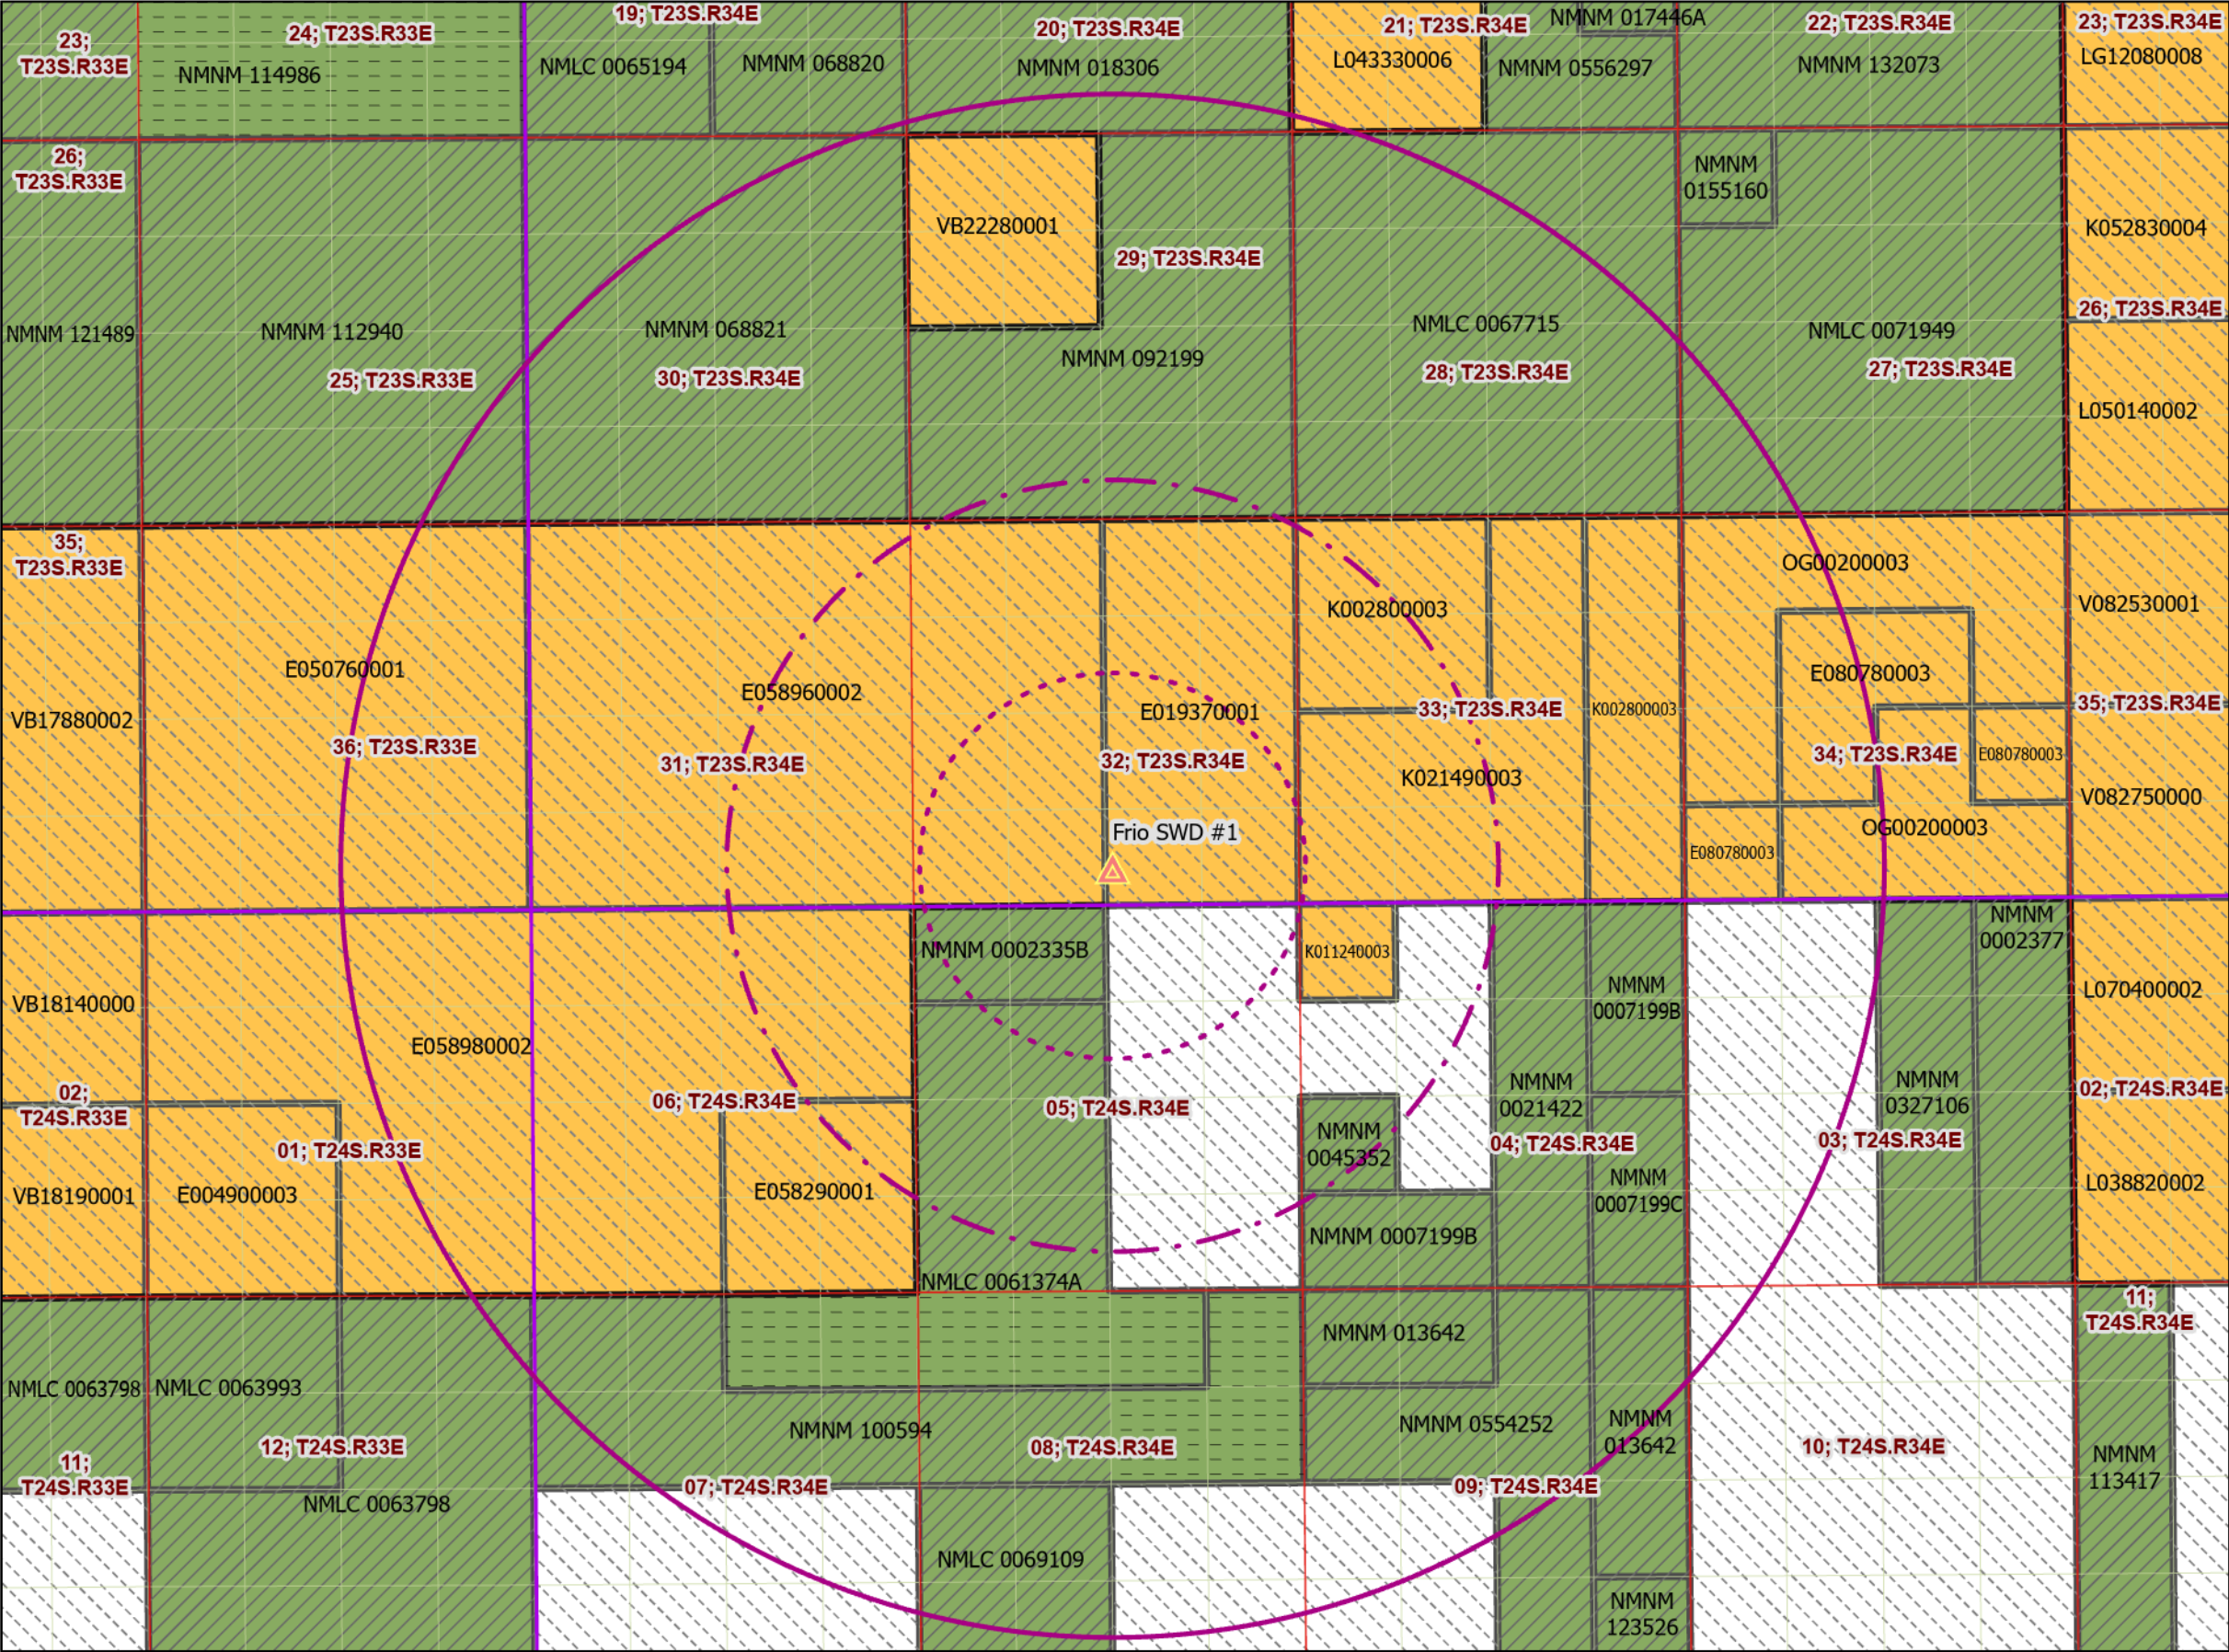 23;
T23S.R33E
24; T23S.R33E
NMNM 114986
19; T23S.R34E
NMLC 0065194
NMNM 068820
20; T23S.R34E
NMNM 018306
21; T23S.R34E
L043330006
NMNM 017446A
NMNM 0556297
22; T23S.R34E
NMNM 132073
23; T23S.R34E
LG12080008
26;
T23S.R33E
NMNM 121489
NMNM 112940
25; T23S.R33E
NMNM 068821
30; T23S.R34E
VB22280001
29; T23S.R34E
NMNM 092199
NMLC 0067715
28; T23S.R34E
NMNM
0155160
NMLC 0071949
27; T23S.R34E
K052830004
26; T23S.R34E
L050140002
35;
T23S.R33E
VB17880002
E050760001
36; T23S.R33E
E058960002
31; T23S.R34E
E019370001
32; T23S.R34E
Frio SWD #1
K002800003
33; T23S.R34E
K002800003
K021490003
OG00200003
E080780003
34; T23S.R34E
E080780003
OG00200003
E080780003
V082530001
35; T23S.R34E
V082750000
VB18140000
02;
T24S.R33E
VB18190001
E058980002
01; T24S.R33E
E004900003
06; T24S.R34E
E058290001
NMNM 0002335B
05; T24S.R34E
NMLC 0061374A
K011240003
NMNM
0045352
NMNM 0007199B
NMNM
0021422
04; T24S.R34E
NMNM
0007199B
NMNM
0007199C
03; T24S.R34E
NMNM
0327106
NMNM
0002377
L070400002
02; T24S.R34E
L038820002
NMLC 0063798
11;
T24S.R33E
NMLC 0063993
12; T24S.R33E
NMLC 0063798
NMNM 100594
07; T24S.R34E
08; T24S.R34E
NMLC 0069109
NMNM 013642
NMNM 0554252
09; T24S.R34E
NMNM
013642
NMNM
123526
10; T24S.R34E
11;
T24S.R34E
NMNM
113417